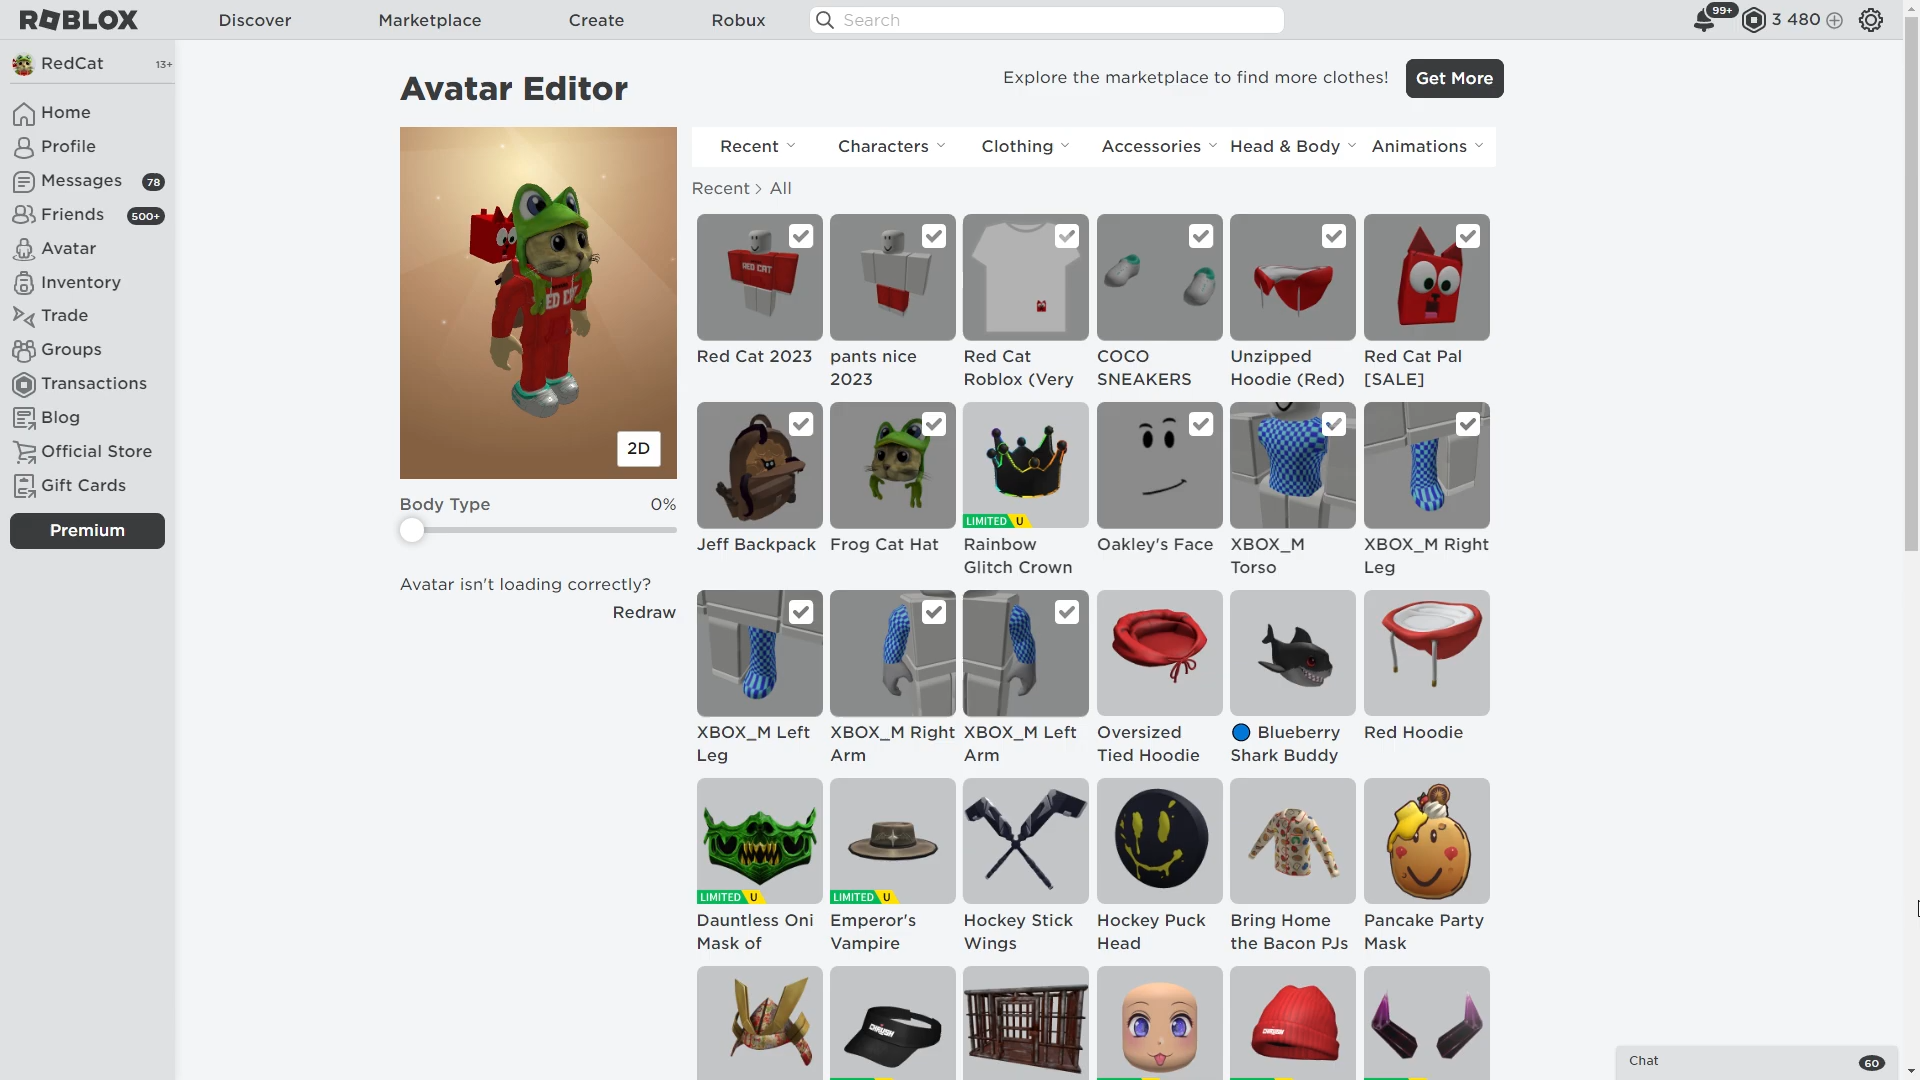 ROBLOX
Discover
Marketplace
Create
Robux
Search
99+
3 480
RedCat
13+
Home
Profile
Messages
78
Friends
500+
Avatar
Inventory
Trade
Groups
Transactions
Blog
Official Store
Gift Cards
Premium
Avatar Editor
Explore the marketplace to find more clothes!
Get More
2D
Body Type
0%
Avatar isn't loading correctly?
Redraw
Recent
Characters
Clothing
Accessories
Head & Body
Animations
Recent > All
RED CAT
Red Cat 2023
pants nice
2023
Red Cat
Roblox (Very
COCO
SNEAKERS
Unzipped
Hoodie (Red)
Red Cat Pal
[SALE]
Jeff Backpack
Frog Cat Hat
LIMITED U
Rainbow
Glitch Crown
Oakley's Face
XBOX_M
Torso
XBOX_M Right
Leg
XBOX_M Left
Leg
XBOX_M Right
Arm
XBOX_M Left
Arm
Oversized
Tied Hoodie
Blueberry
Shark Buddy
Red Hoodie
LIMITED U
Dauntless Oni
Mask of
LIMITED U
Emperor's
Vampire
Hockey Stick
Wings
Hockey Puck
Head
Bring Home
the Bacon PJs
Pancake Party
Mask
Chat
60